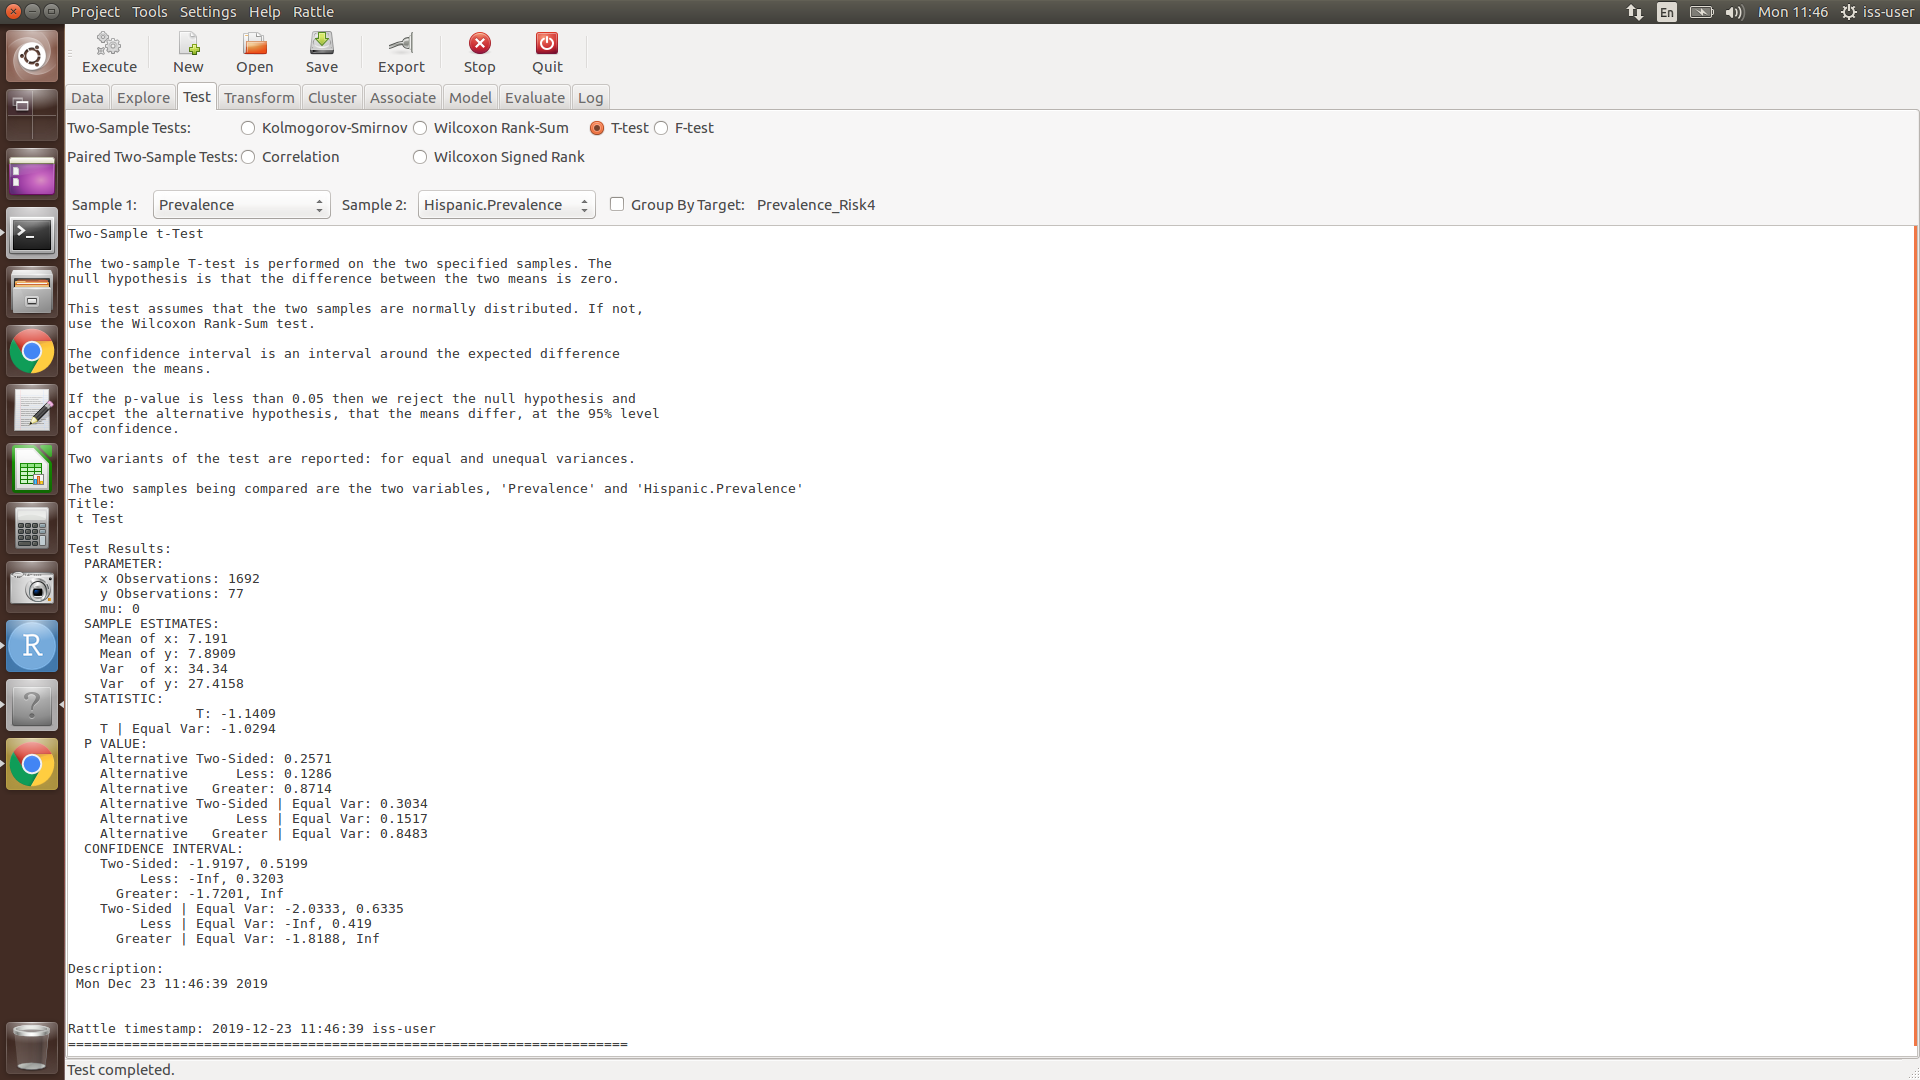 Project Tools Settings Help Rattle En Mon 11:46 iss-user
Execute New Open Save Export Stop Quit
Data Explore Test Transform Cluster Associate Model Evaluate Log
Two-Sample Tests: Kolmogorov-Smirnov Wilcoxon Rank-Sum T-test F-test
Paired Two-Sample Tests: Correlation Wilcoxon Signed Rank
Sample 1: Prevalence Sample 2: Hispanic.Prevalence Group By Target: Prevalence_Risk4
Two-Sample t-Test
The two-sample T-test is performed on the two specified samples. The
null hypothesis is that the difference between the two means is zero.
This test assumes that the two samples are normally distributed. If not,
use the Wilcoxon Rank-Sum test.
The confidence interval is an interval around the expected difference
between the means.
If the p-value is less than 0.05 then we reject the null hypothesis and
accpet the alternative hypothesis, that the means differ, at the 95% level
of confidence.
Two variants of the test are reported: for equal and unequal variances.
The two samples being compared are the two variables, 'Prevalence' and 'Hispanic.Prevalence'
Title:
t Test
Test Results:
PARAMETER:
x Observations: 1692
y Observations: 77
mu: 0
SAMPLE ESTIMATES:
Mean of x: 7.191
Mean of y: 7.8909
Var of x: 34.34
Var of y: 27.4158
STATISTIC:
T: -1.1409
T | Equal Var: -1.0294
P VALUE:
Alternative Two-Sided: 0.2571
Alternative Less: 0.1286
Alternative Greater: 0.8714
Alternative Two-Sided | Equal Var: 0.3034
Alternative Less | Equal Var: 0.1517
Alternative Greater | Equal Var: 0.8483
CONFIDENCE INTERVAL:
Two-Sided: -1.9197, 0.5199
Less: -Inf, 0.3203
Greater: -1.7201, Inf
Two-Sided | Equal Var: -2.0333, 0.6335
Less | Equal Var: -Inf, 0.419
Greater | Equal Var: -1.8188, Inf
Description:
Mon Dec 23 11:46:39 2019
Rattle timestamp: 2019-12-23 11:46:39 iss-user
======================================================================
Test completed.